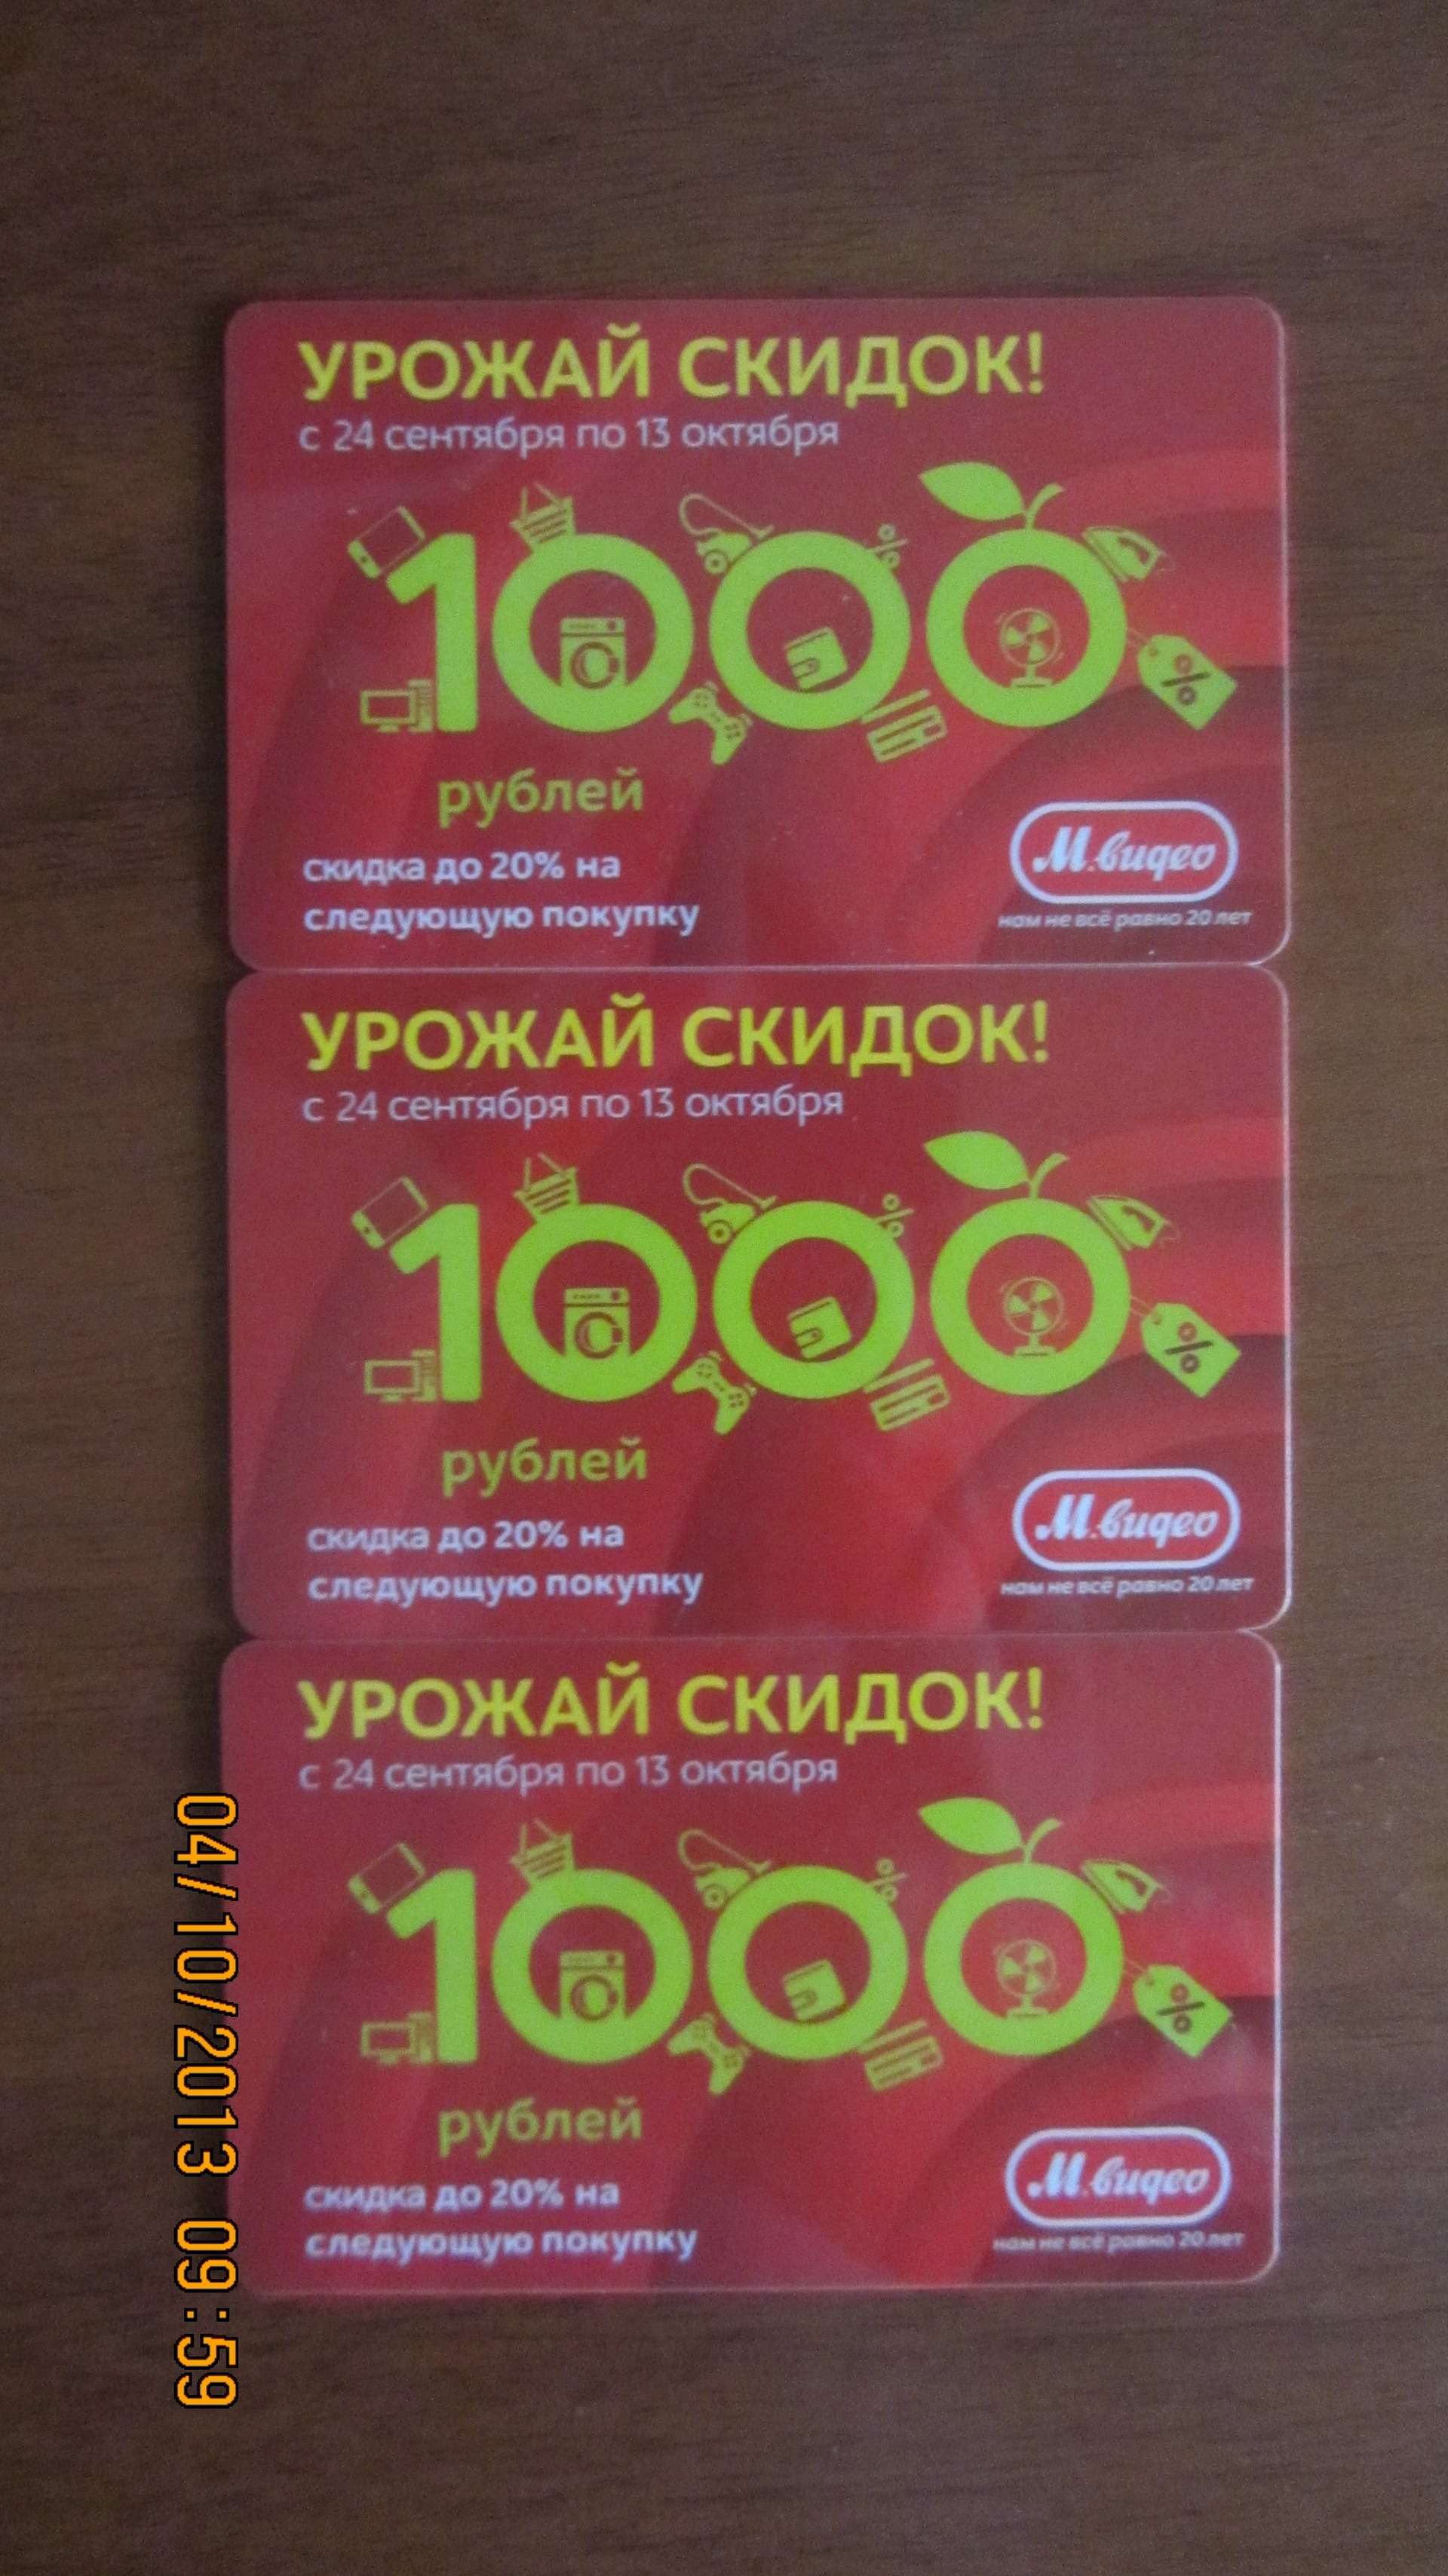 УРОЖАЙ СКИДОК!
с 24 сентября по 13 октября
1000
%
%
рублей
скидка до 20% на
следующую покупку
М.видео
нам не всё равно 20 лет
УРОЖАЙ СКИДОК!
с 24 сентября по 13 октября
1000
%
%
рублей
скидка до 20% на
следующую покупку
М.видео
нам не всё равно 20 лет
УРОЖАЙ СКИДОК!
с 24 сентября по 13 октября
1000
%
%
рублей
скидка до 20% на
следующую покупку
М.видео
нам не всё равно 20 лет
04/10/2013 09:59